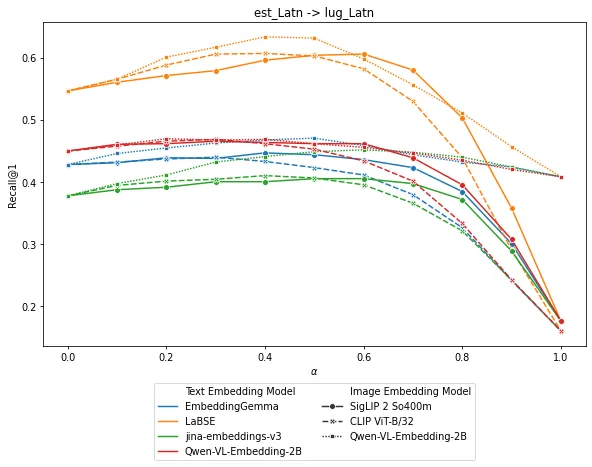 est_Latn -> lug_Latn
Recall@1
0.6
0.5
0.4
0.3
0.2
0.0 0.2 0.4 0.6 0.8 1.0
α
Text Embedding Model Image Embedding Model
EmbeddingGemma SigLIP 2 So400m
LaBSE CLIP ViT-B/32
jina-embeddings-v3 Qwen-VL-Embedding-2B
Qwen-VL-Embedding-2B